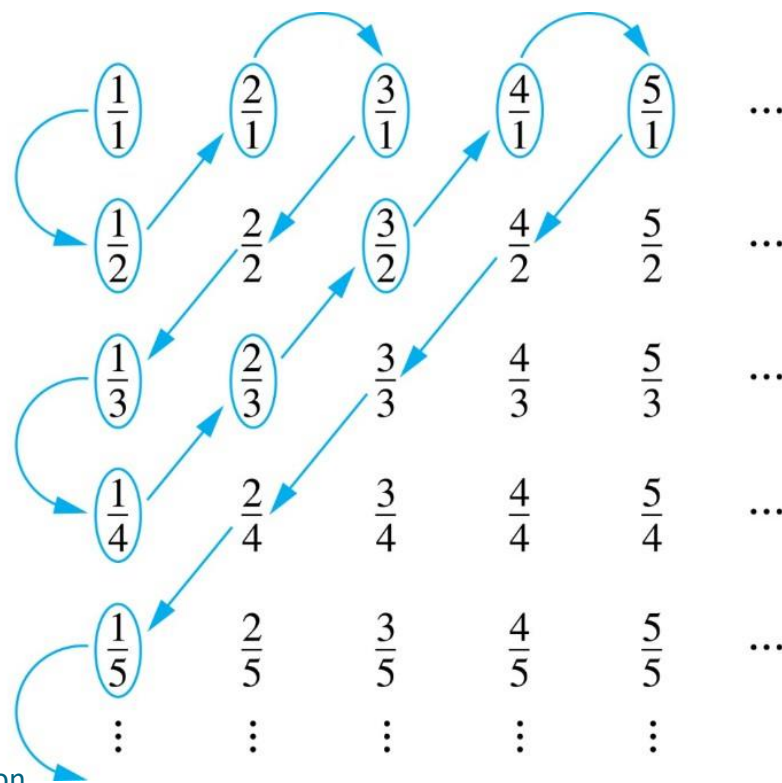 1/1 2/1 3/1 4/1 5/1 ...
1/2 2/2 3/2 4/2 5/2 ...
1/3 2/3 3/3 4/3 5/3 ...
1/4 2/4 3/4 4/4 5/4 ...
1/5 2/5 3/5 4/5 5/5 ...
⋮ ⋮ ⋮ ⋮ ⋮